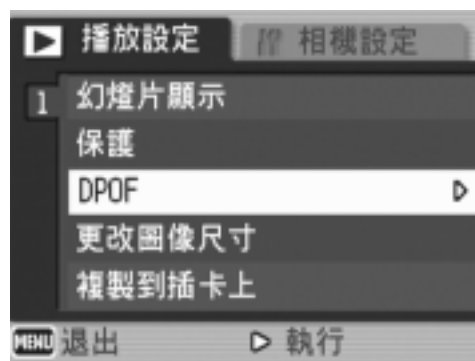 播放設定 相機設定
1 幻燈片顯示
保護
DPOF
更改圖像尺寸
複製到插卡上
MENU 退出 執行